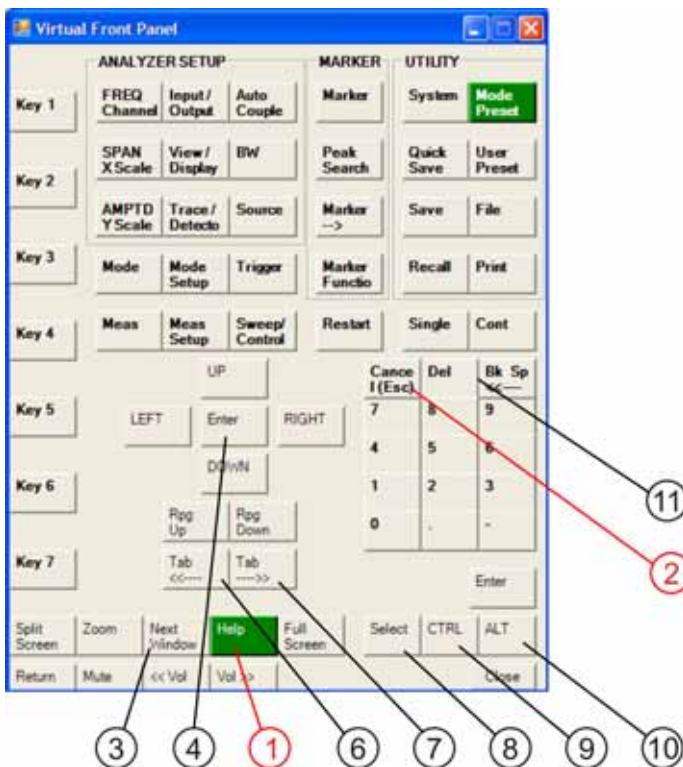 Virtual Front Panel
ANALYZER SETUP MARKER UTILITY
Key 1
FREQ Channel
Input / Output
Auto Couple
Marker
System
Mode Preset
Key 2
SPAN X Scale
View / Display
BW
Peak Search
Quick Save
User Preset
AMPTD Y Scale
Trace / Detecto
Source
Marker -->
Save
File
Key 3
Mode
Mode Setup
Trigger
Marker Functio
Recall
Print
Key 4
Meas
Meas Setup
Sweep/ Control
Restart
Single
Cont
UP
Cance l (Esc)
Del
Bk Sp <<---
Key 5
LEFT
Enter
RIGHT
7 8 9
4 5 6
DOWN
Key 6
1 2 3
Rpg Up
Rpg Down
0 . -
Key 7
Tab <<----
Tab ---->>
Enter
Split Screen
Zoom
Next Window
Help
Full Screen
Select
CTRL
ALT
Return
Mute
<< Vol
Vol >>
Close
11
2
3 4 1 6 7 8 9 10